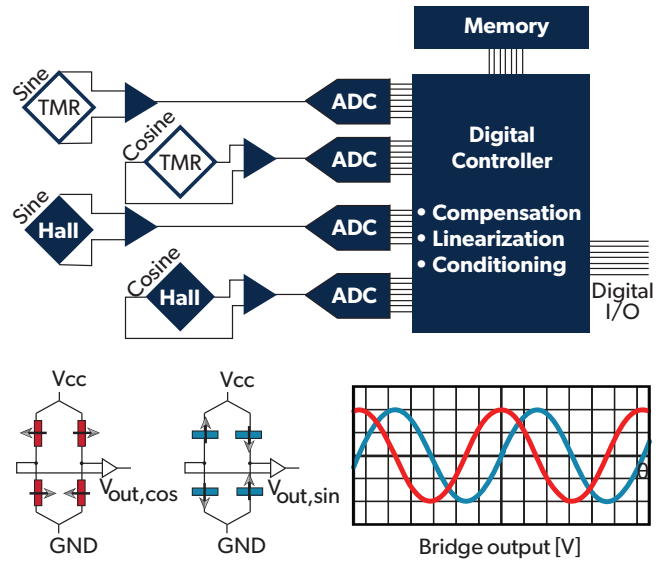 Memory
Sine
TMR
ADC
Cosine
TMR
ADC
Digital
Controller
Sine
Hall
ADC
• Compensation
• Linearization
• Conditioning
Cosine
Hall
ADC
Digital
I/O
Vcc
Vcc
Vout,cos
Vout,sin
θ
GND
GND
Bridge output [V]